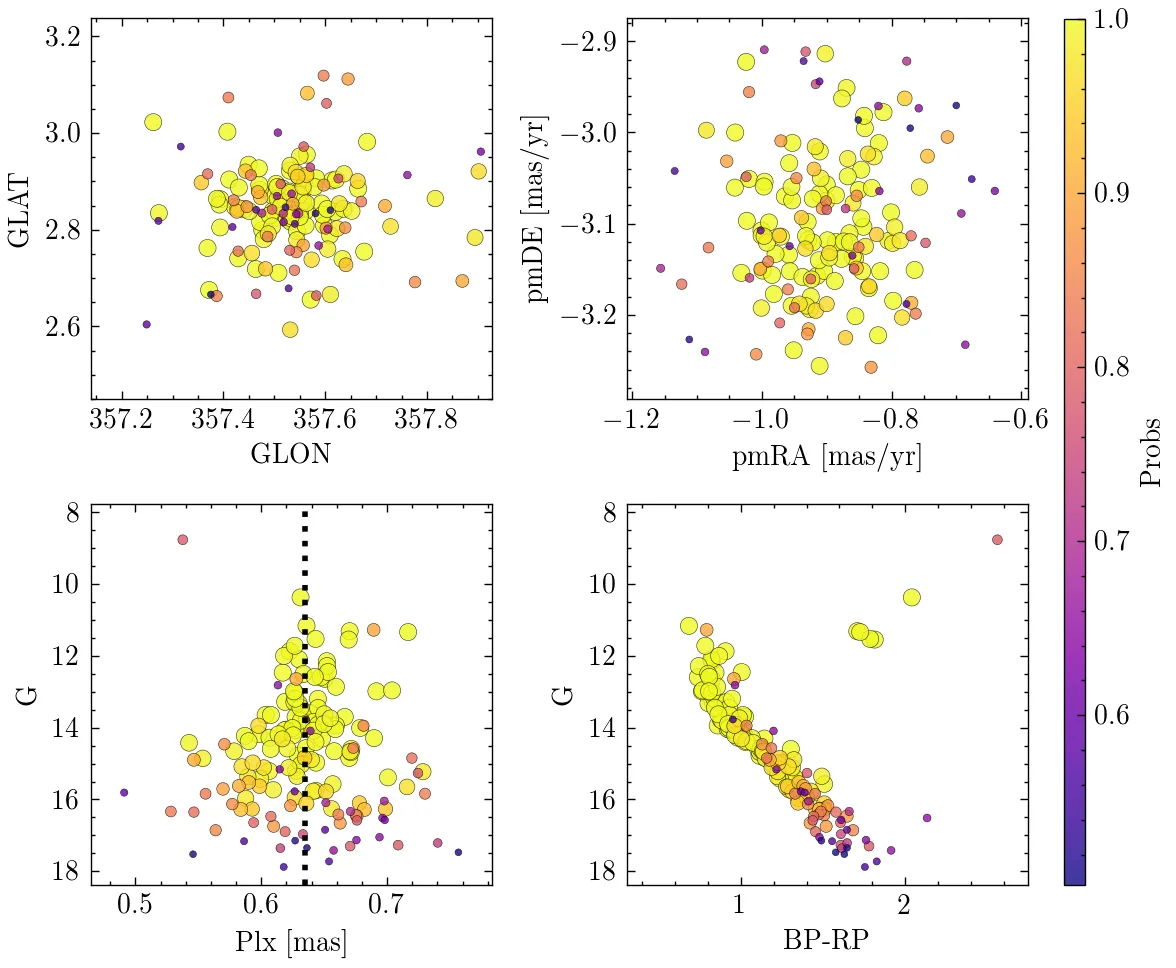 3.2
3.0
2.8
2.6
GLAT
357.2 357.4 357.6 357.8
GLON
−2.9
−3.0
−3.1
−3.2
pmDE [mas/yr]
−1.2 −1.0 −0.8 −0.6
pmRA [mas/yr]
1.0
0.9
0.8
0.7
0.6
Probs
8
10
12
14
16
18
G
0.5 0.6 0.7
Plx [mas]
8
10
12
14
16
18
G
1 2
BP-RP